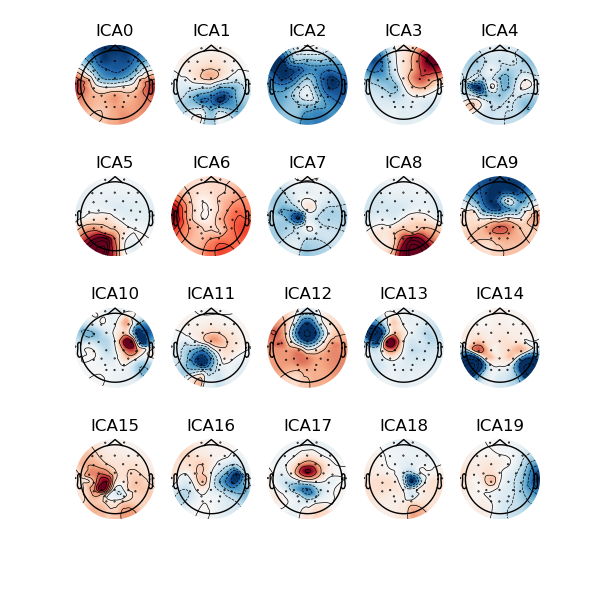 ICA0 ICA1 ICA2 ICA3 ICA4
ICA5 ICA6 ICA7 ICA8 ICA9
ICA10 ICA11 ICA12 ICA13 ICA14
ICA15 ICA16 ICA17 ICA18 ICA19